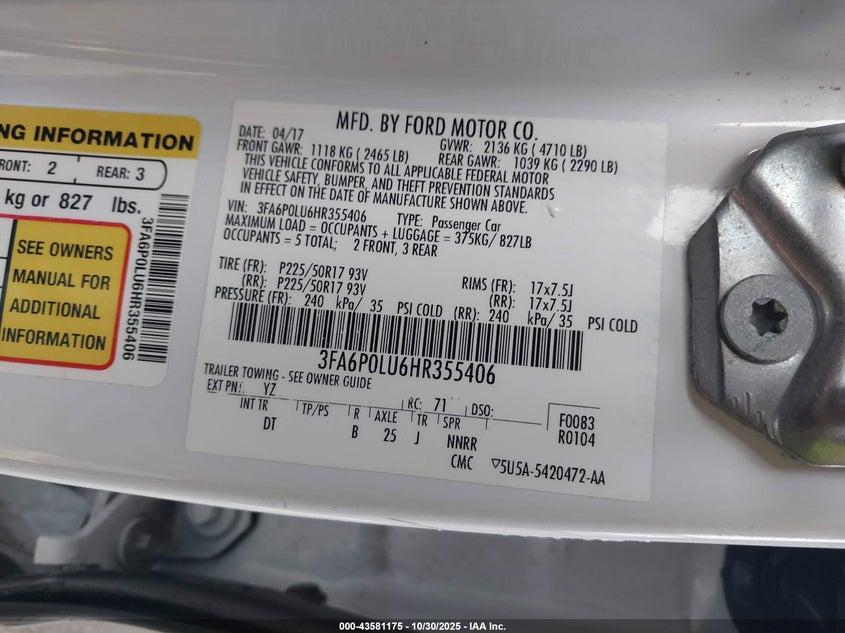 NG INFORMATION
FRONT: 2 REAR: 3
kg or 827 lbs.
SEE OWNERS
MANUAL FOR
ADDITIONAL
INFORMATION
3FA6P0LU6HR355406
MFD. BY FORD MOTOR CO.
DATE: 04/17 GVWR: 2136 KG ( 4710 LB)
FRONT GAWR: 1118 KG ( 2465 LB) REAR GAWR: 1039 KG ( 2290 LB)
THIS VEHICLE CONFORMS TO ALL APPLICABLE FEDERAL MOTOR
VEHICLE SAFETY, BUMPER, AND THEFT PREVENTION STANDARDS
IN EFFECT ON THE DATE OF MANUFACTURE SHOWN ABOVE.
VIN: 3FA6P0LU6HR355406 TYPE: Passenger Car
MAXIMUM LOAD = OCCUPANTS + LUGGAGE = 375KG/ 827LB
OCCUPANTS = 5 TOTAL; 2 FRONT, 3 REAR
TIRE (FR): P225/50R17 93V RIMS (FR): 17x7.5J
(RR): P225/50R17 93V (RR): 17x7.5J
PRESSURE (FR): 240 kPa/ 35 PSI COLD (RR): 240 kPa/ 35 PSI COLD
3FA6P0LU6HR355406
TRAILER TOWING - SEE OWNER GUIDE
EXT PNT: YZ RC: 71 DSO: F0083
INT TR TP/PS R AXLE TR SPR R0104
DT B 25 J NNRR
CMC ▽5U5A-5420472-AA
000-43581175 | 10/30/2025 - IAA Inc.